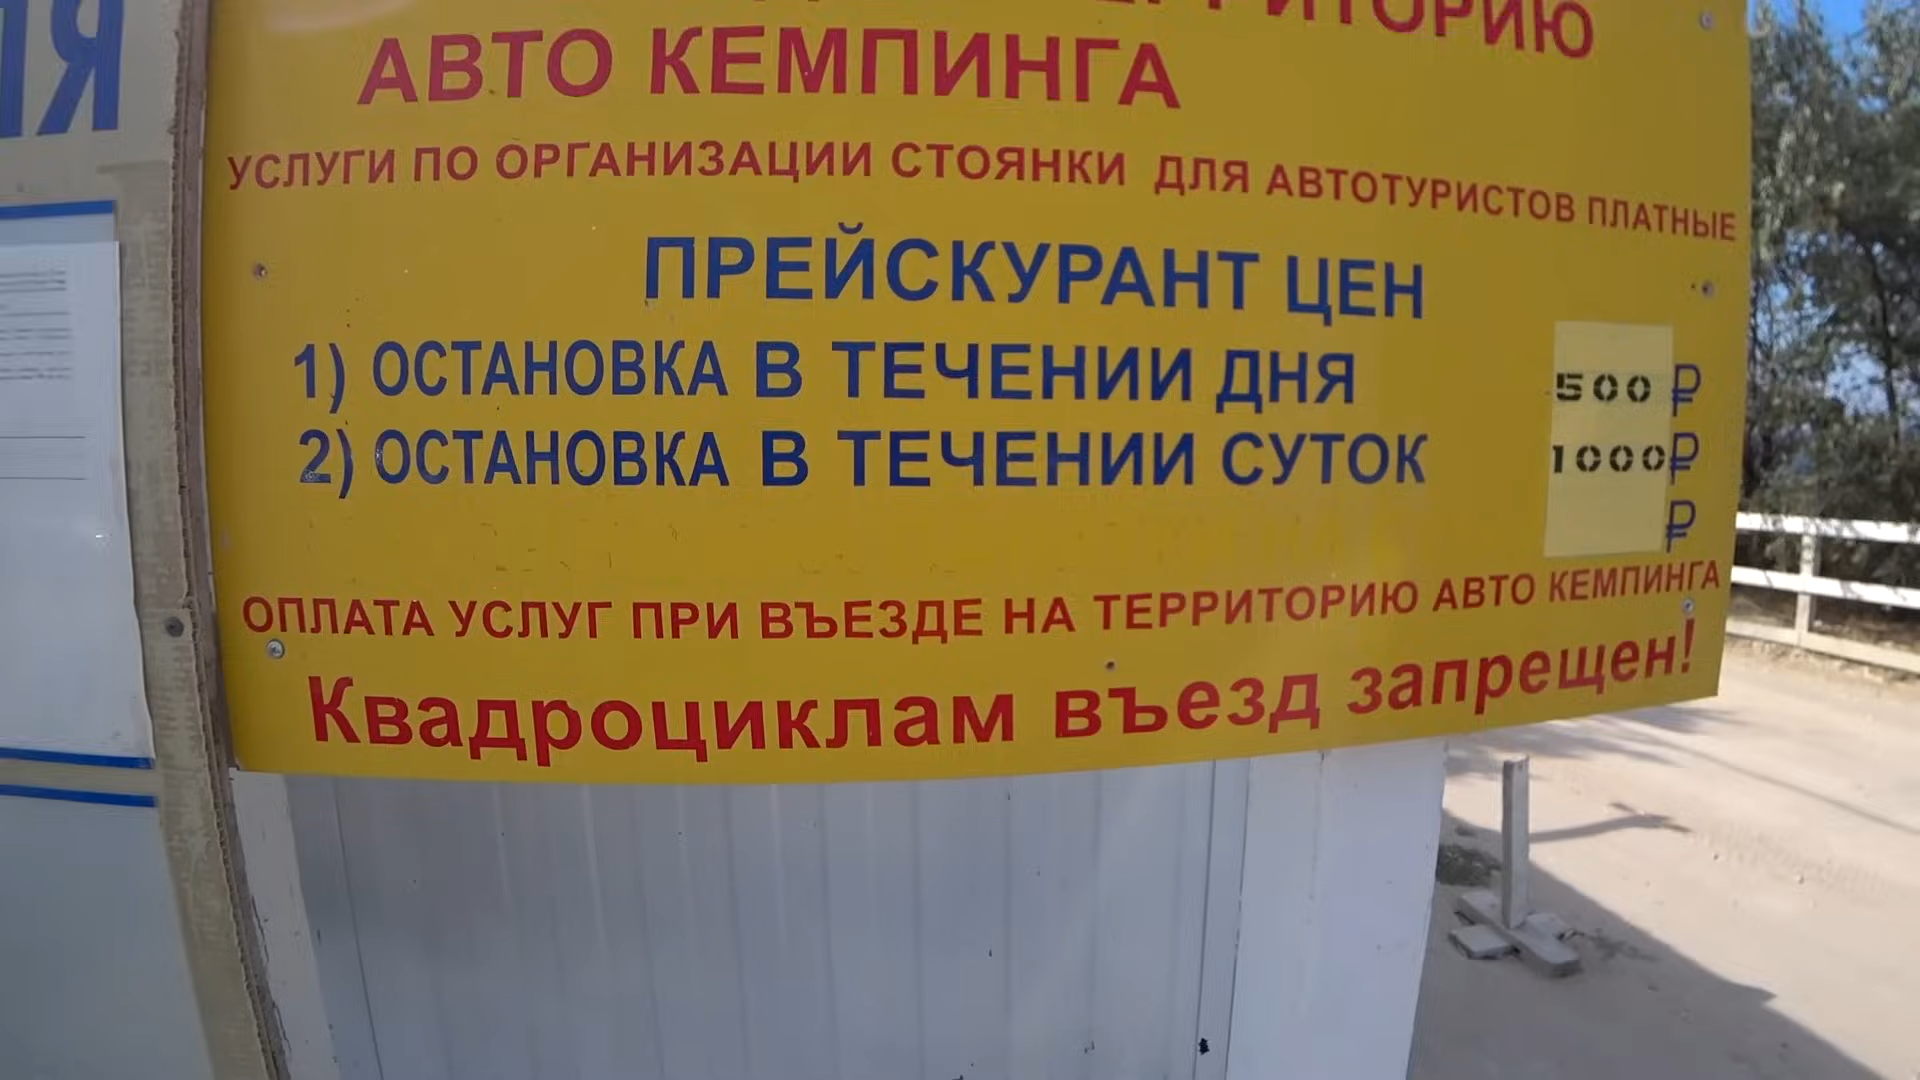 ТЕРРИТОРИЮ
АВТО КЕМПИНГА
УСЛУГИ ПО ОРГАНИЗАЦИИ СТОЯНКИ ДЛЯ АВТОТУРИСТОВ ПЛАТНЫЕ
ПРЕЙСКУРАНТ ЦЕН
1) ОСТАНОВКА В ТЕЧЕНИИ ДНЯ 500 ₽
2) ОСТАНОВКА В ТЕЧЕНИИ СУТОК 1000 ₽
₽
ОПЛАТА УСЛУГ ПРИ ВЪЕЗДЕ НА ТЕРРИТОРИЮ АВТО КЕМПИНГА
Квадроциклам въезд запрещен!